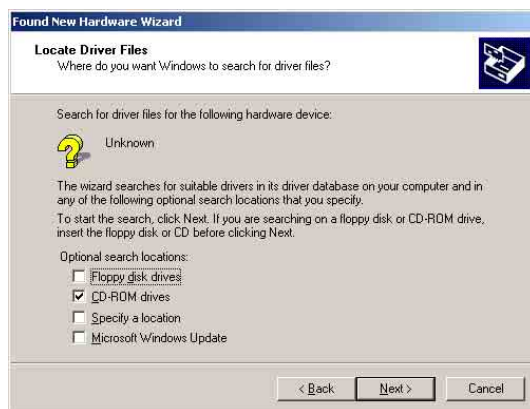 Found New Hardware Wizard
Locate Driver Files
Where do you want Windows to search for driver files?
Search for driver files for the following hardware device:
Unknown
The wizard searches for suitable drivers in its driver database on your computer and in
any of the following optional search locations that you specify.
To start the search, click Next. If you are searching on a floppy disk or CD-ROM drive,
insert the floppy disk or CD before clicking Next.
Optional search locations:
Floppy disk drives
CD-ROM drives
Specify a location
Microsoft Windows Update
< Back Next > Cancel